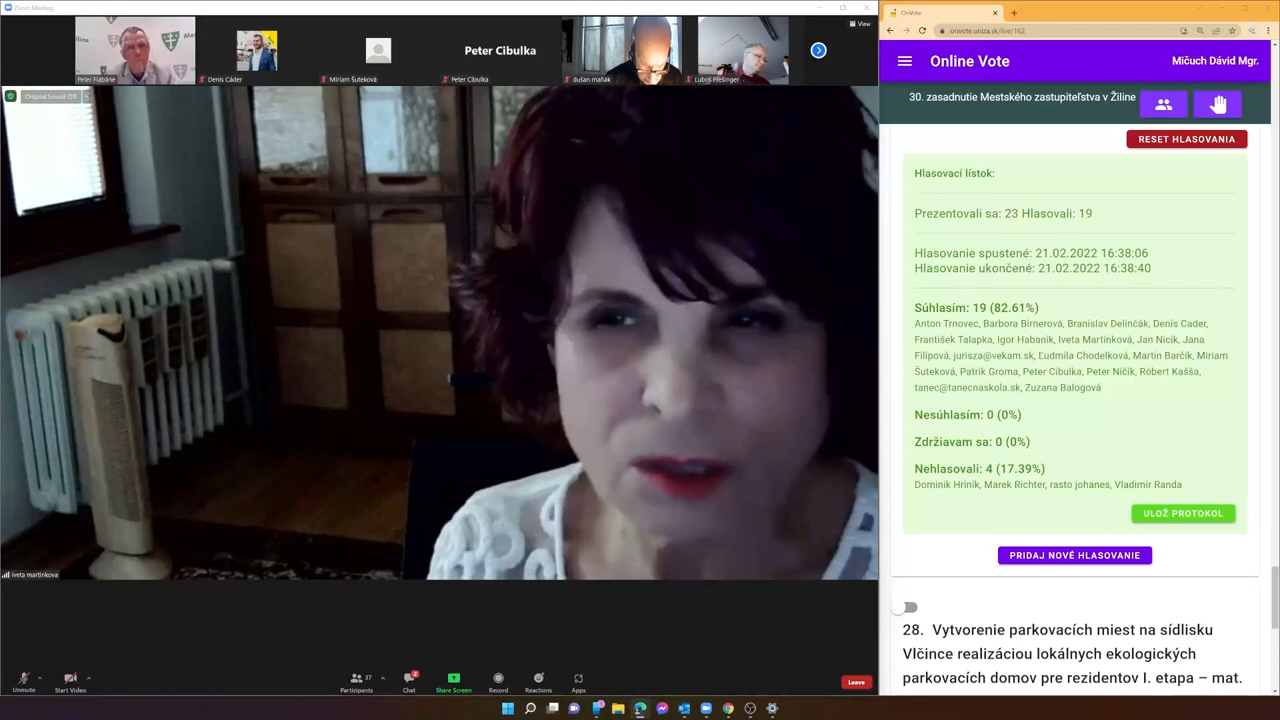 Zoom Meeting
View
Peter Fiabáne
Denis Cáder
Miriam Šuteková
Peter Cibulka
Peter Cibulka
dušan maňák
Ľuboš Plešinger
Original Sound: Off
iveta martinkova
Unmute
Start Video
37
Participants
2
Chat
Share Screen
Record
Reactions
Apps
Leave
OnVote
onvote.uniza.sk/live/162
Online Vote
Mičuch Dávid Mgr.
30. zasadnutie Mestského zastupiteľstva v Žiline
RESET HLASOVANIA
Hlasovací lístok:
Prezentovali sa: 23 Hlasovali: 19
Hlasovanie spustené: 21.02.2022 16:38:06
Hlasovanie ukončené: 21.02.2022 16:38:40
Súhlasím: 19 (82.61%)
Anton Trnovec, Barbora Birnerová, Branislav Delinčák, Denis Cader,
František Talapka, Igor Habanik, Iveta Martinková, Jan Nicík, Jana
Filipová, jurisza@vekam.sk, Ľudmila Chodelková, Martin Barčík, Miriam
Šuteková, Patrik Groma, Peter Cibulka, Peter Ničík, Róbert Kašša,
tanec@tanecnaskola.sk, Zuzana Balogová
Nesúhlasím: 0 (0%)
Zdržiavam sa: 0 (0%)
Nehlasovali: 4 (17.39%)
Dominik Hriník, Marek Richter, rasto johanes, Vladimir Randa
ULOŽ PROTOKOL
PRIDAJ NOVÉ HLASOVANIE
28. Vytvorenie parkovacích miest na sídlisku
Vlčince realizáciou lokálnych ekologických
parkovacích domov pre rezidentov I. etapa – mat.